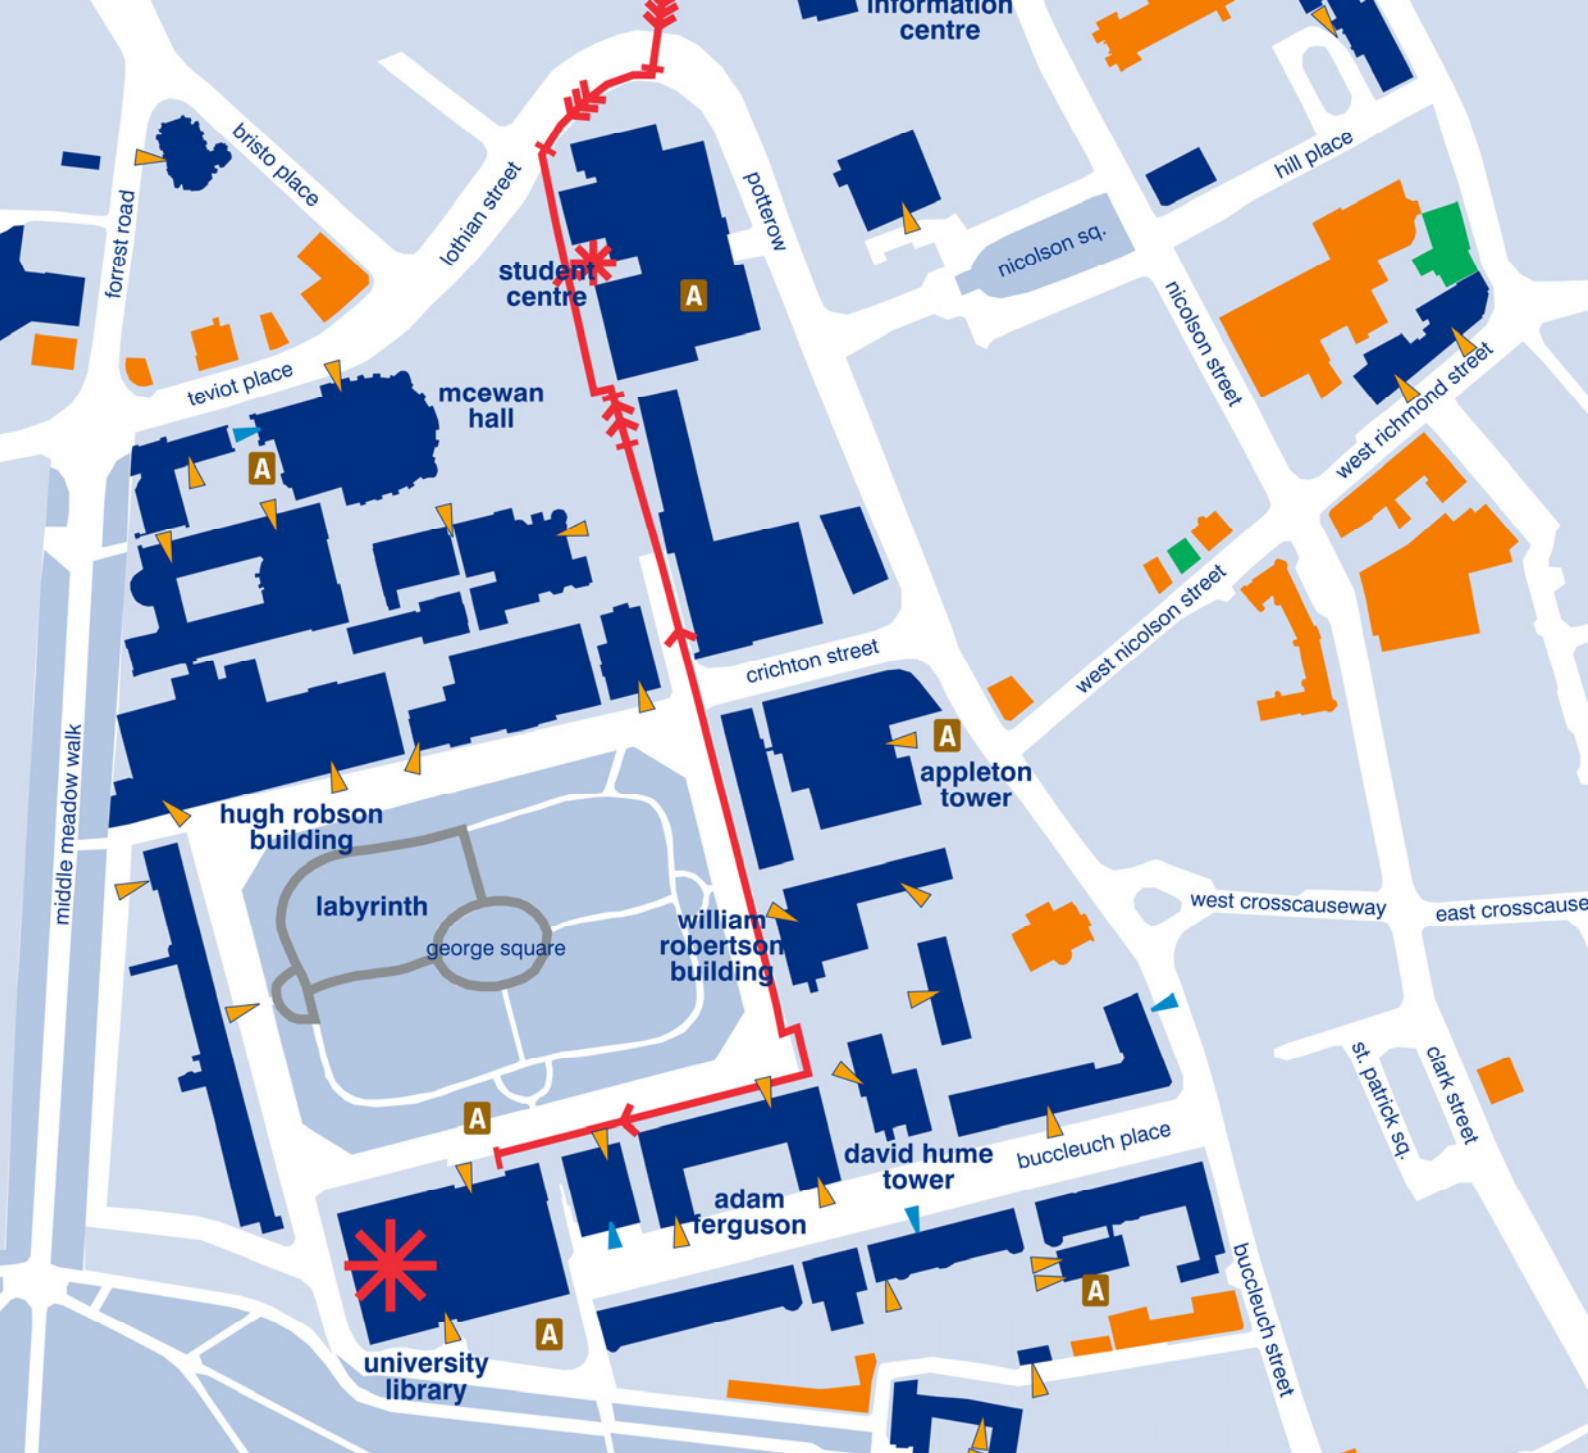 information
centre
bristo place
forrest road
lothian street
potterow
hill place
nicolson sq.
student
centre
A
nicolson street
teviot place
mcewan
hall
west richmond street
A
west nicolson street
crichton street
A
appleton
tower
middle meadow walk
hugh robson
building
labyrinth
george square
william
robertson
building
west crosscauseway
east crosscause
st. patrick sq.
clark street
A
david hume
tower
buccleuch place
adam
ferguson
A
buccleuch street
A
university
library